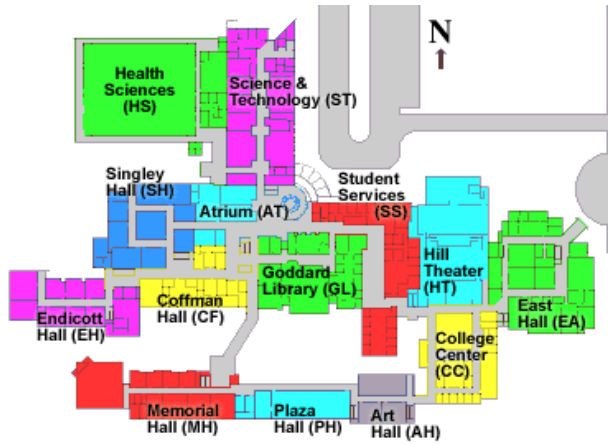 N
Health
Sciences
(HS)
Science &
Technology (ST)
Singley
Hall (SH)
Student
Services
(SS)
Atrium (AT)
Hill
Theater
(HT)
Goddard
Library (GL)
Coffman
Hall (CF)
East
Hall (EA)
Endicott
Hall (EH)
College
Center
(CC)
Memorial
Hall (MH)
Plaza
Hall (PH)
Art
Hall (AH)